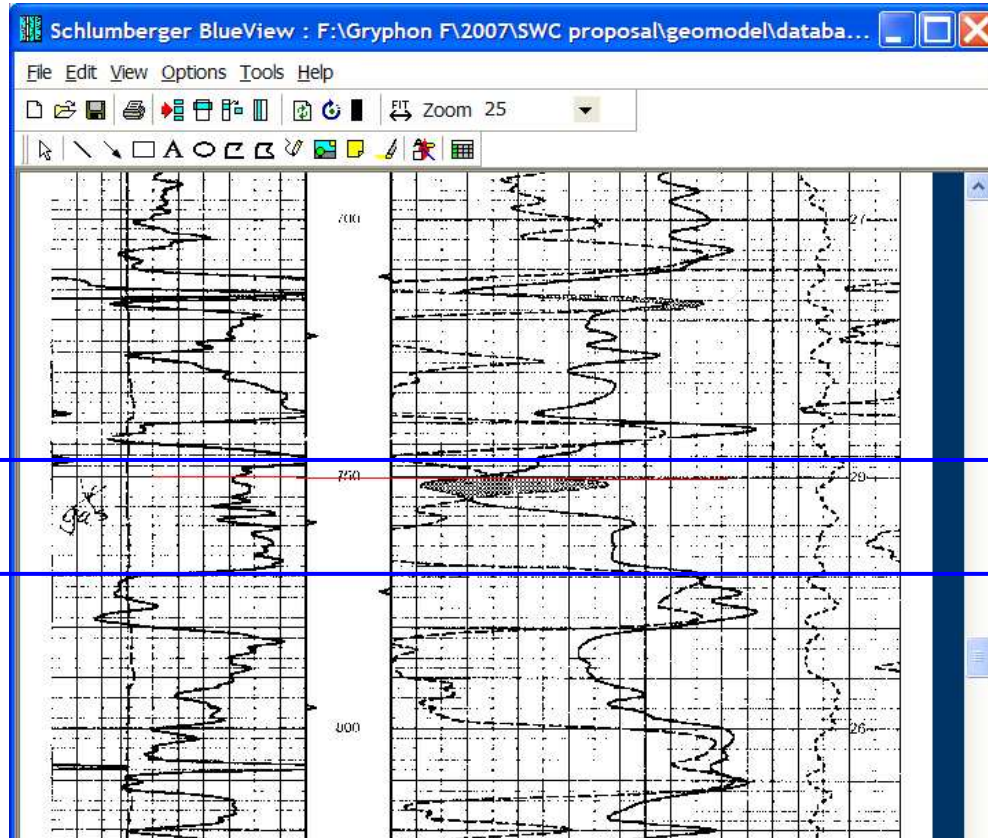 Schlumberger BlueView : F:\Gryphon F\2007\SWC proposal\geomodel\databa...
File Edit View Options Tools Help
FIT Zoom 25
A
700 27
750 29
gas
800 26